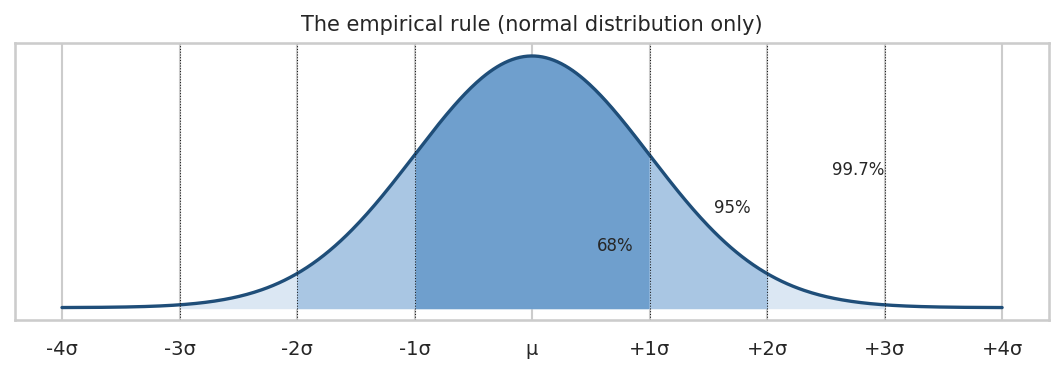 The empirical rule (normal distribution only)
99.7%
95%
68%
-4σ -3σ -2σ -1σ μ +1σ +2σ +3σ +4σ